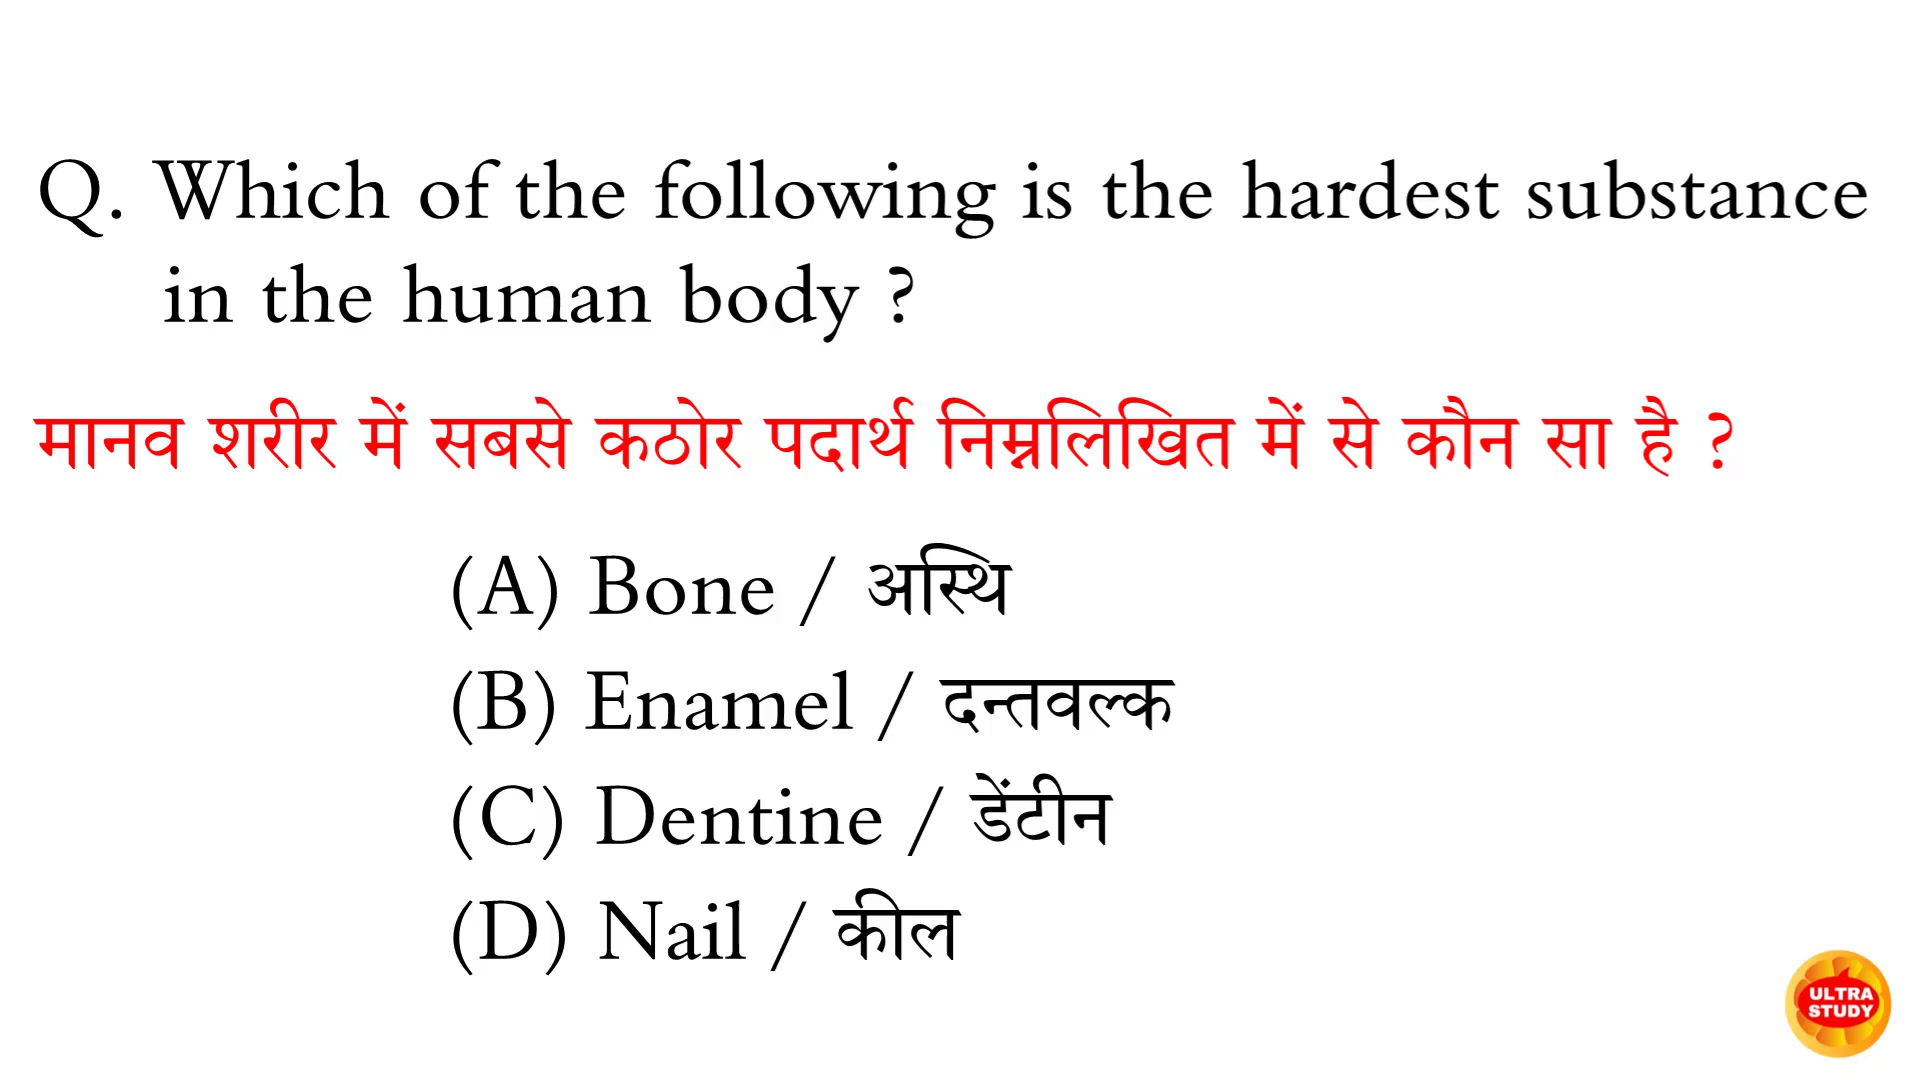 Q. Which of the following is the hardest substance
in the human body ?
मानव शरीर में सबसे कठोर पदार्थ निम्नलिखित में से कौन सा है ?
(A) Bone / अस्थि
(B) Enamel / दन्तवल्क
(C) Dentine / डेंटीन
(D) Nail / कील
ULTRA
STUDY